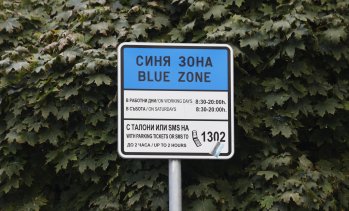 СИНЯ ЗОНА
BLUE ZONE
В РАБОТНИ ДНИ / ON WORKING DAYS 8:30-20:00h.
В СЪБОТА / ON SATURDAYS 8:30-20:00h.
С ТАЛОНИ ИЛИ SMS НА
WITH PARKING TICKETS OR SMS TO 1302
ДО 2 ЧАСА / UP TO 2 HOURS